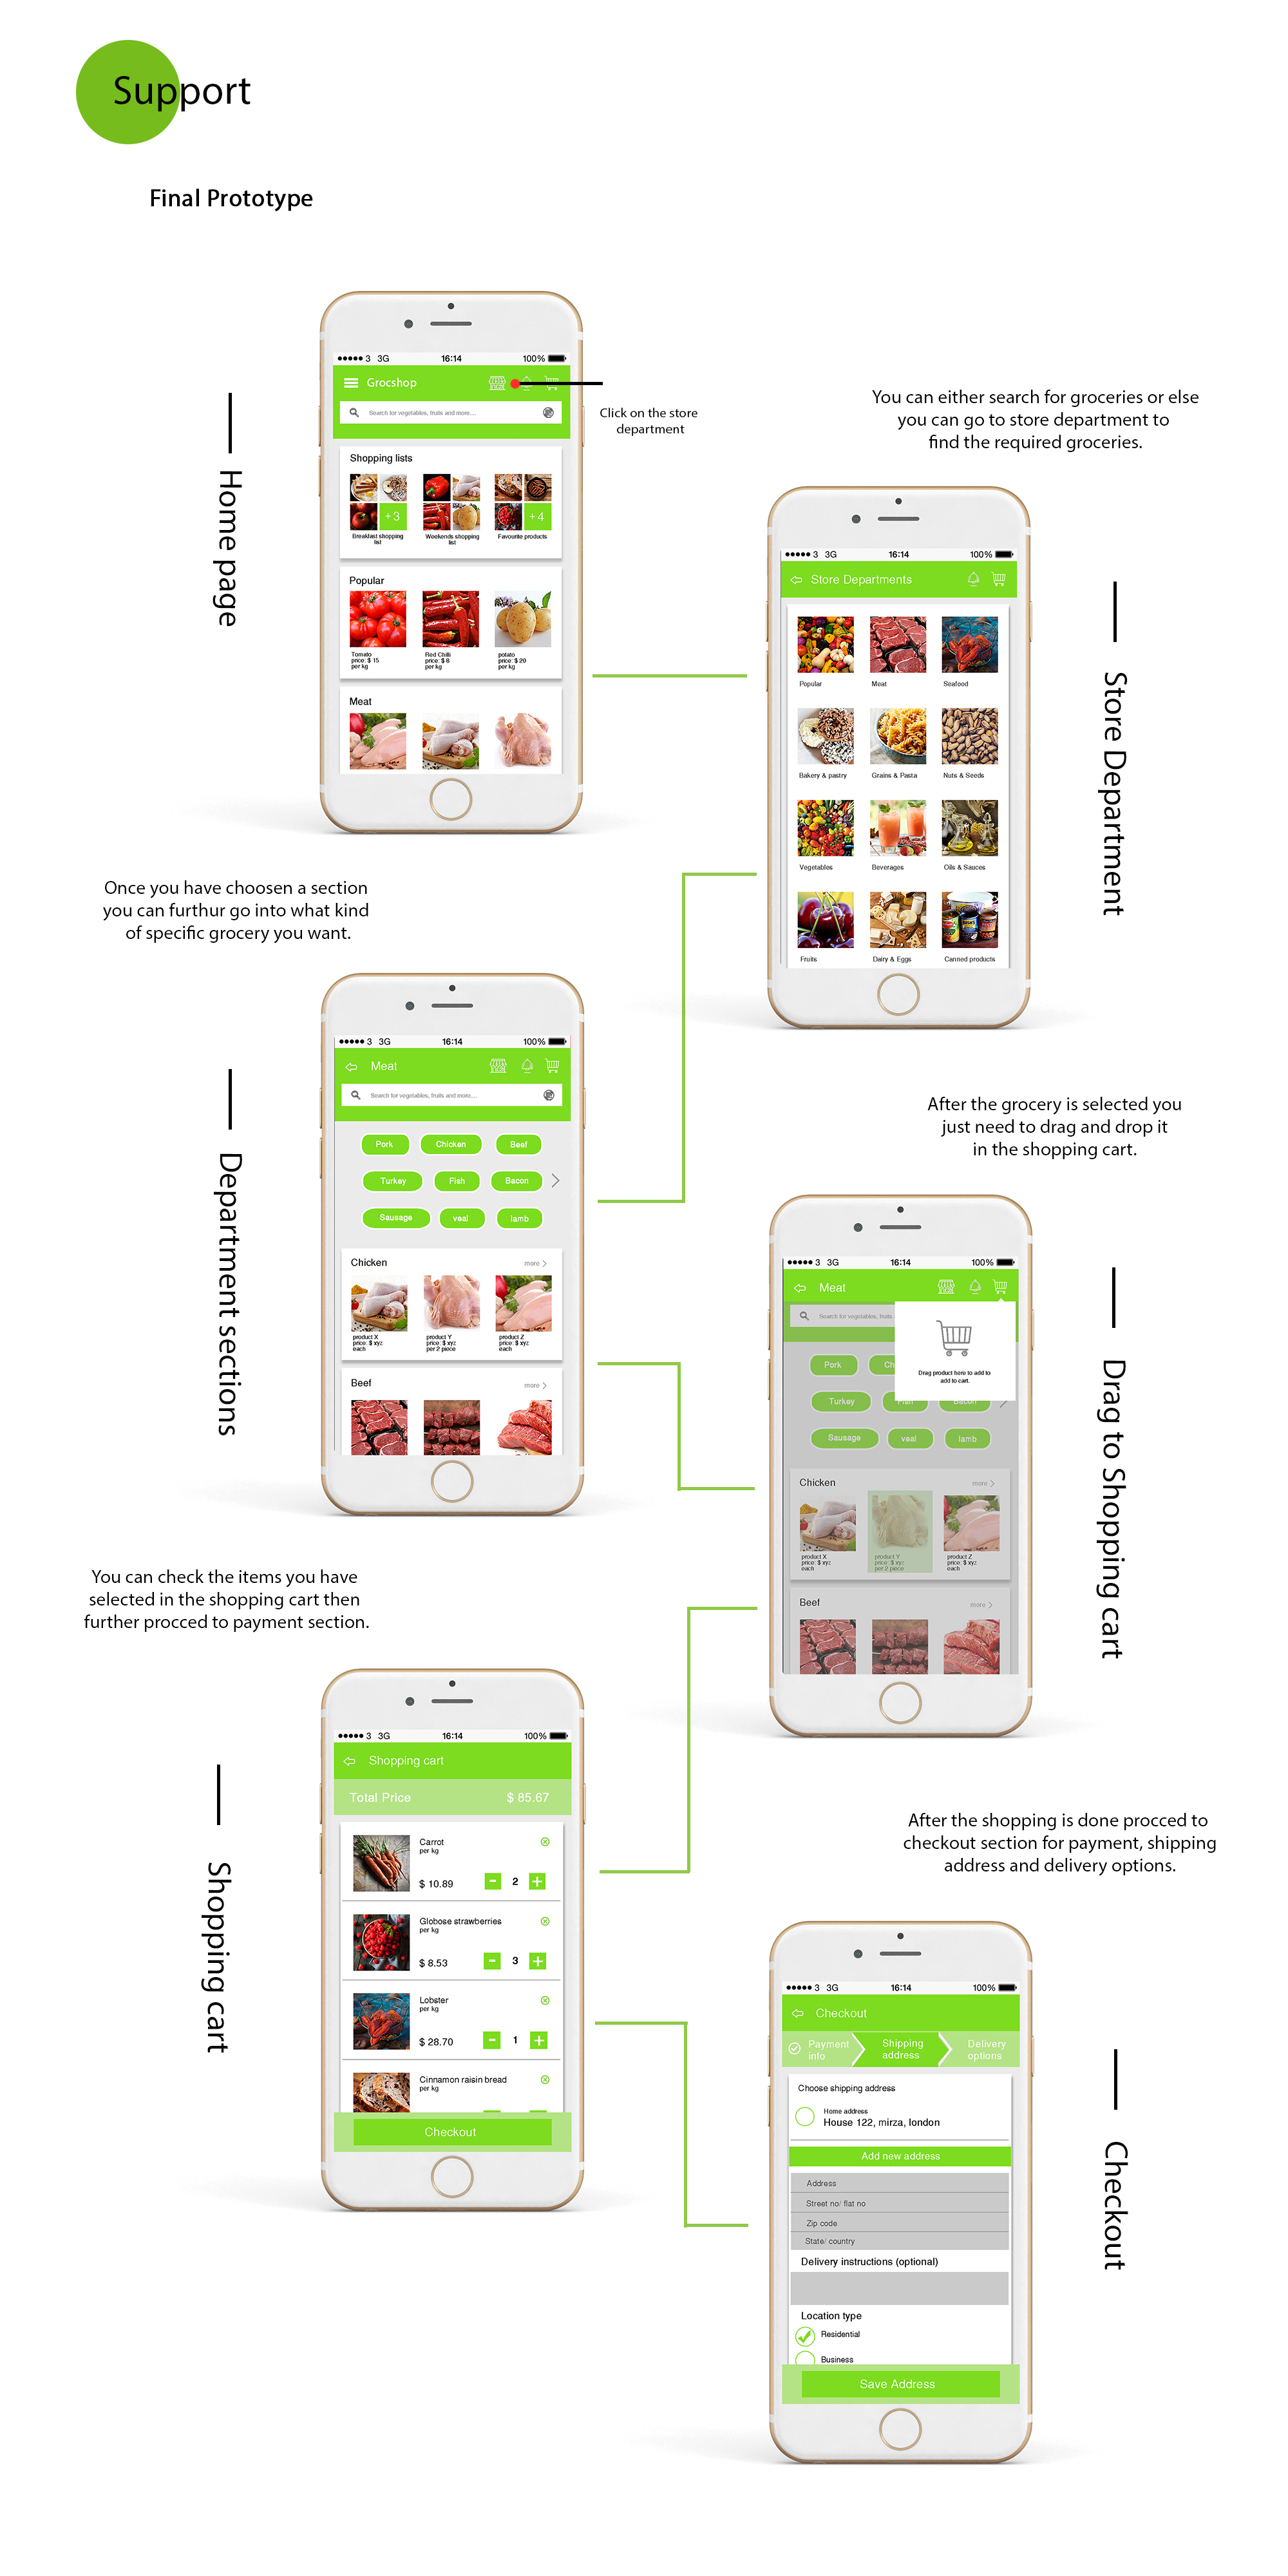 Support
Final Prototype
3 3G 16:14 100%
Grocshop
Search for vegetables, fruits and more....
Click on the store
department
Shopping lists
+3
+4
Breakfast shopping
list
Weekends shopping
list
Favourite products
Popular
Tomato
price: $ 15
per kg
Red Chilli
price: $ 8
per kg
potato
price: $ 20
per kg
Meat
Home page
You can either search for groceries or else
you can go to store department to
find the required groceries.
3 3G 16:14 100%
Store Departments
Popular
Meat
Seafood
Bakery & pastry
Grains & Pasta
Nuts & Seeds
Vegetables
Beverages
Oils & Sauces
Fruits
Dairy & Eggs
Canned products
Store Department
Once you have choosen a section
you can furthur go into what kind
of specific grocery you want.
3 3G 16:14 100%
Meat
Search for vegetables, fruits and more....
Pork
Chicken
Beef
Turkey
Fish
Bacon
Sausage
veal
lamb
Chicken
more
product X
price: $ xyz
each
product Y
price: $ xyz
per 2 piece
product Z
price: $ xyz
each
Beef
more
Department sections
After the grocery is selected you
just need to drag and drop it
in the shopping cart.
3 3G 16:14 100%
Meat
Search for vegetables, fruits
Drag product here to add to
add to cart.
Pork
Ch
Turkey
Fish
Bacon
Sausage
veal
lamb
Chicken
more
product X
price: $ xyz
each
product Y
price: $ xyz
per 2 piece
product Z
price: $ xyz
each
Beef
more
Drag to Shopping cart
You can check the items you have
selected in the shopping cart then
further procced to payment section.
3 3G 16:14 100%
Shopping cart
Total Price $ 85.67
Carrot
per kg
$ 10.89 - 2 +
Globose strawberries
per kg
$ 8.53 - 3 +
Lobster
per kg
$ 28.70 - 1 +
Cinnamon raisin bread
per kg
Checkout
Shopping cart
After the shopping is done procced to
checkout section for payment, shipping
address and delivery options.
3 3G 16:14 100%
Checkout
Payment
info
Shipping
address
Delivery
options
Choose shipping address
Home address
House 122, mirza, london
Add new address
Address
Street no/ flat no
Zip code
State/ country
Delivery instructions (optional)
Location type
Residential
Business
Save Address
Checkout